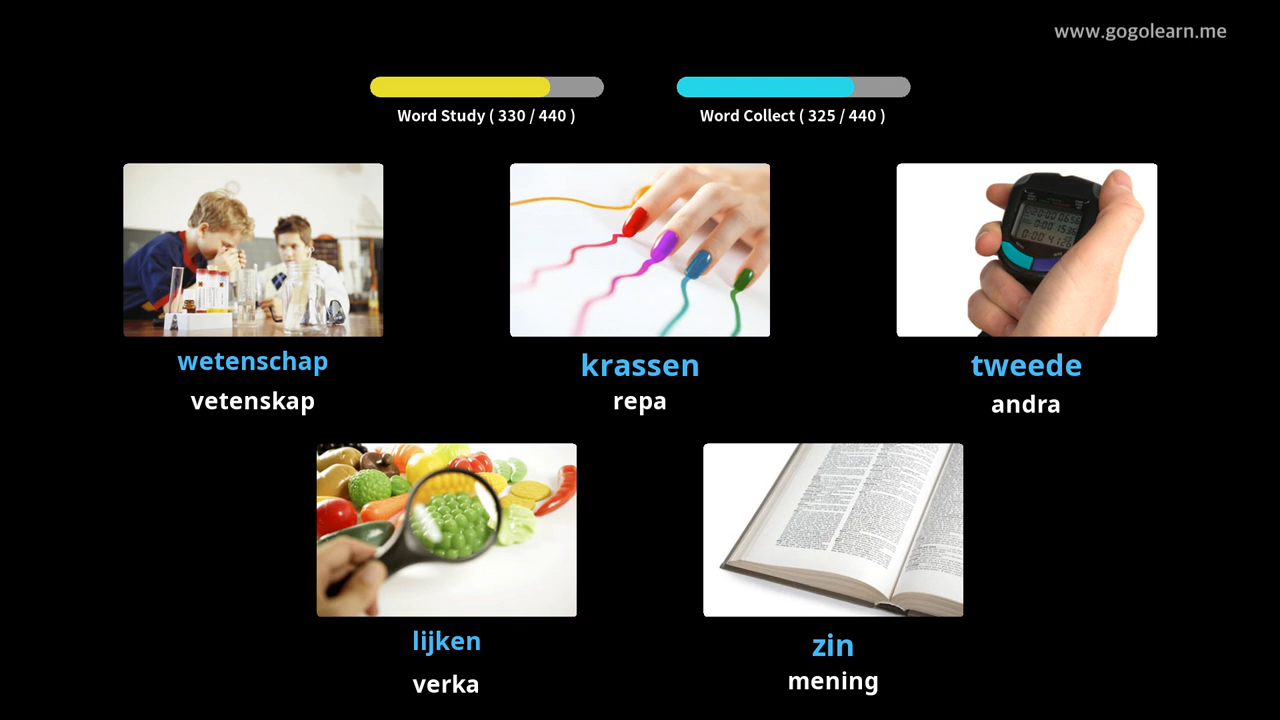 www.gogolearn.me
Word Study ( 330 / 440 )
Word Collect ( 325 / 440 )
wetenschap
vetenskap
krassen
repa
tweede
andra
lijken
verka
zin
mening